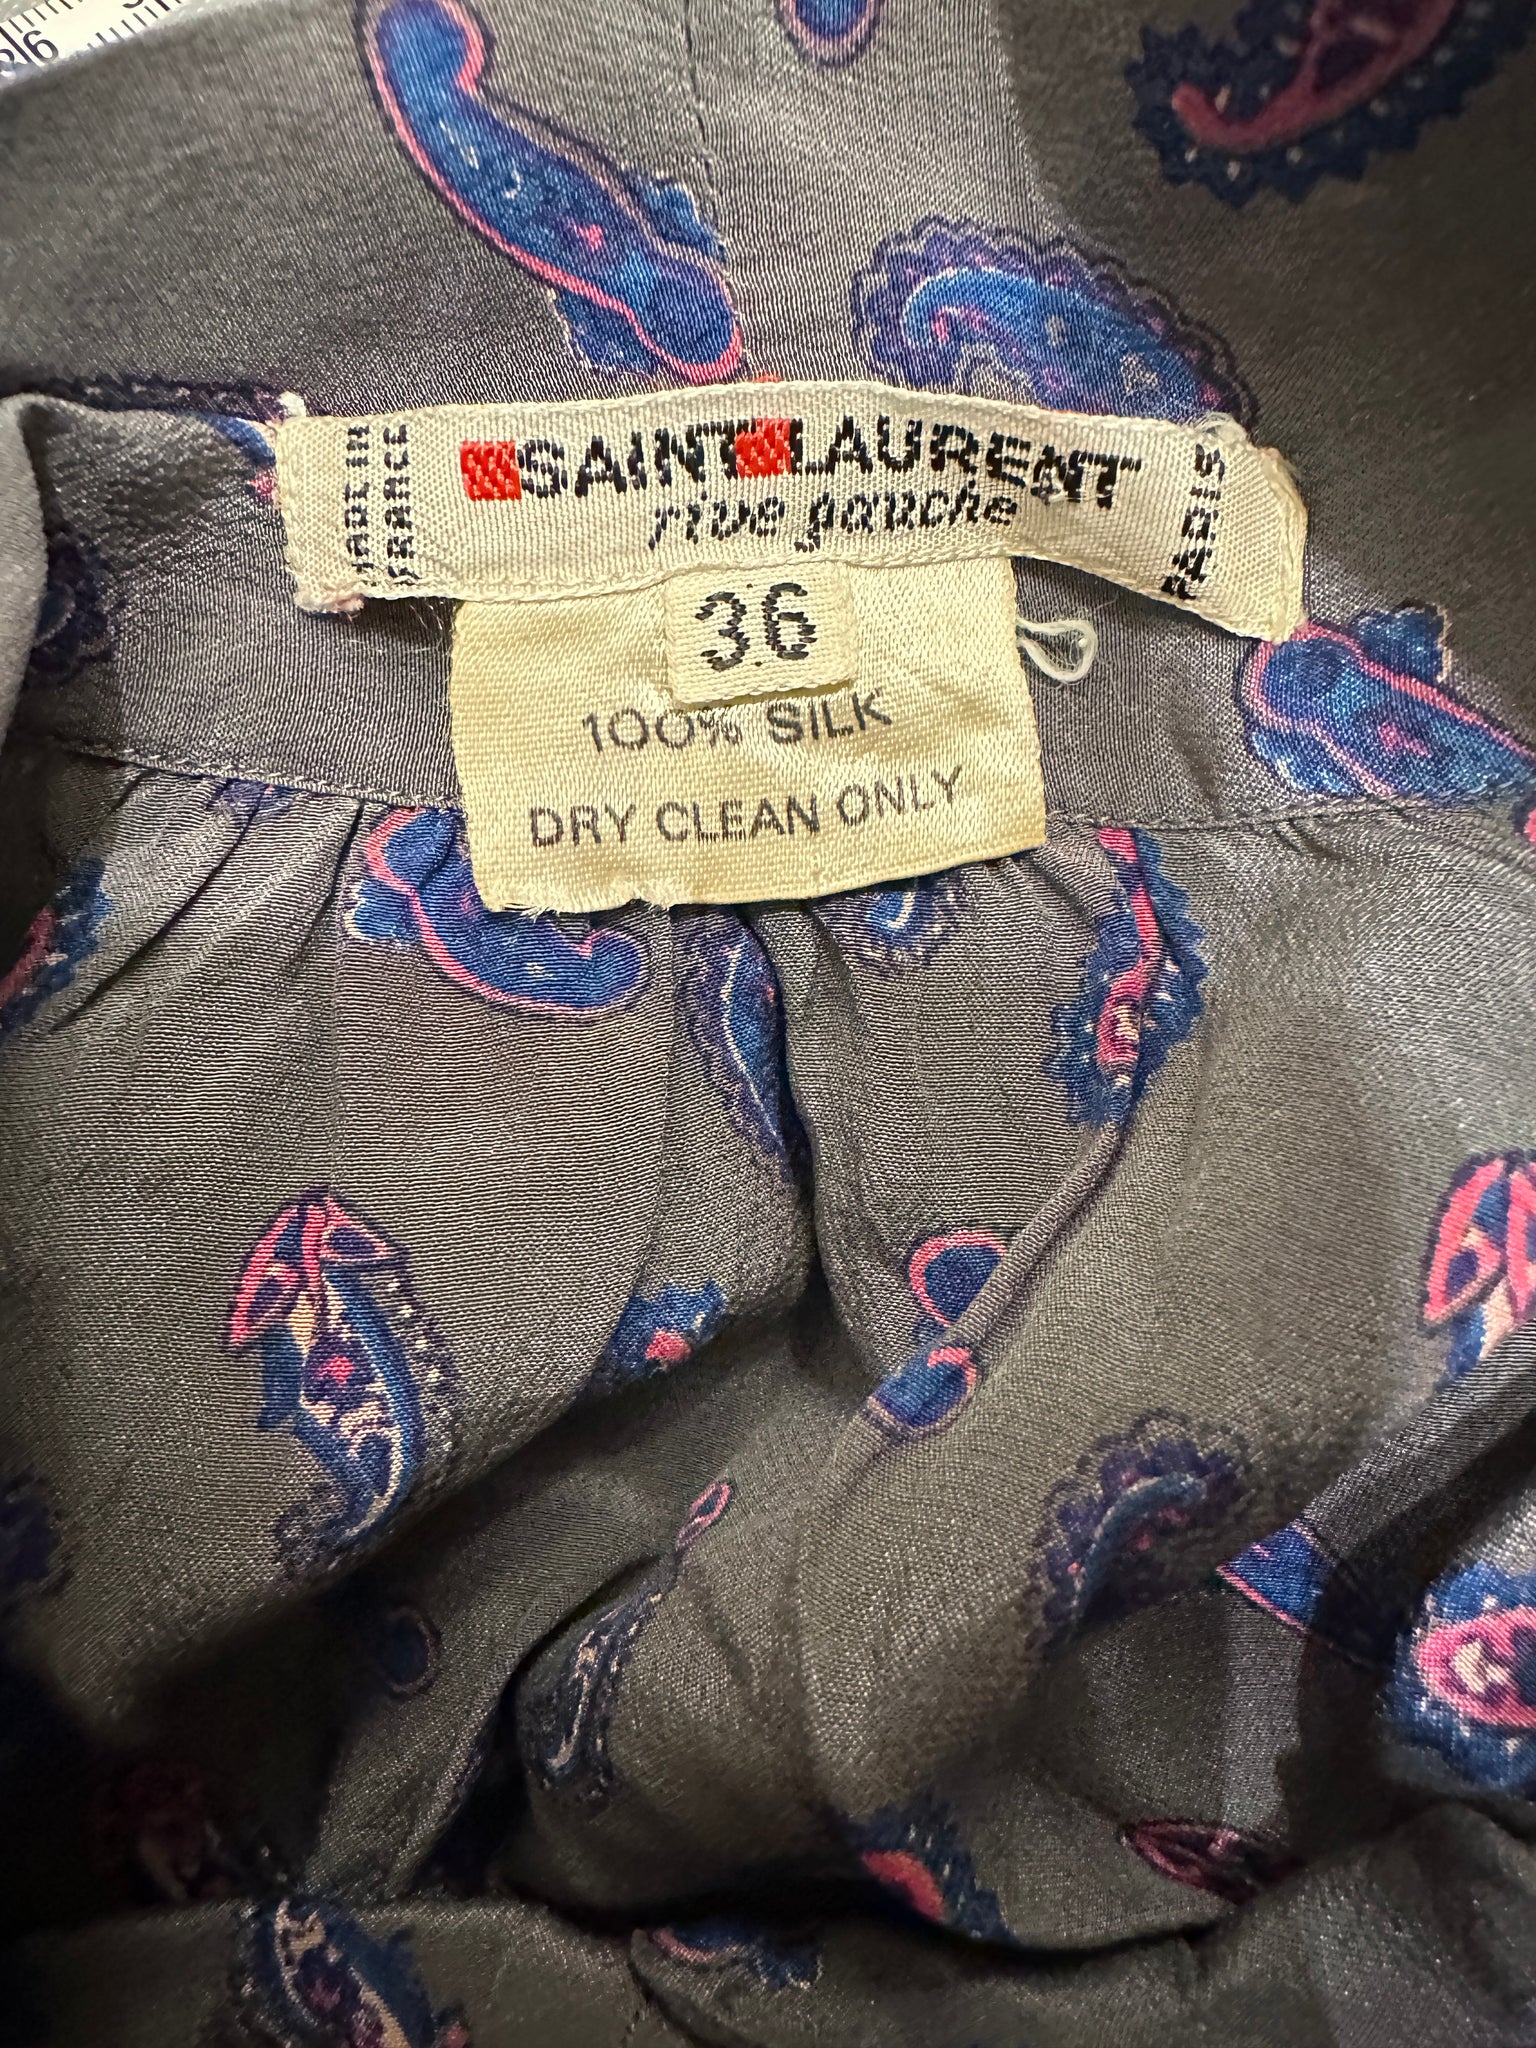 MADE IN
FRANCE
SAINT LAURENT
rive gauche
PARIS
36
100% SILK
DRY CLEAN ONLY